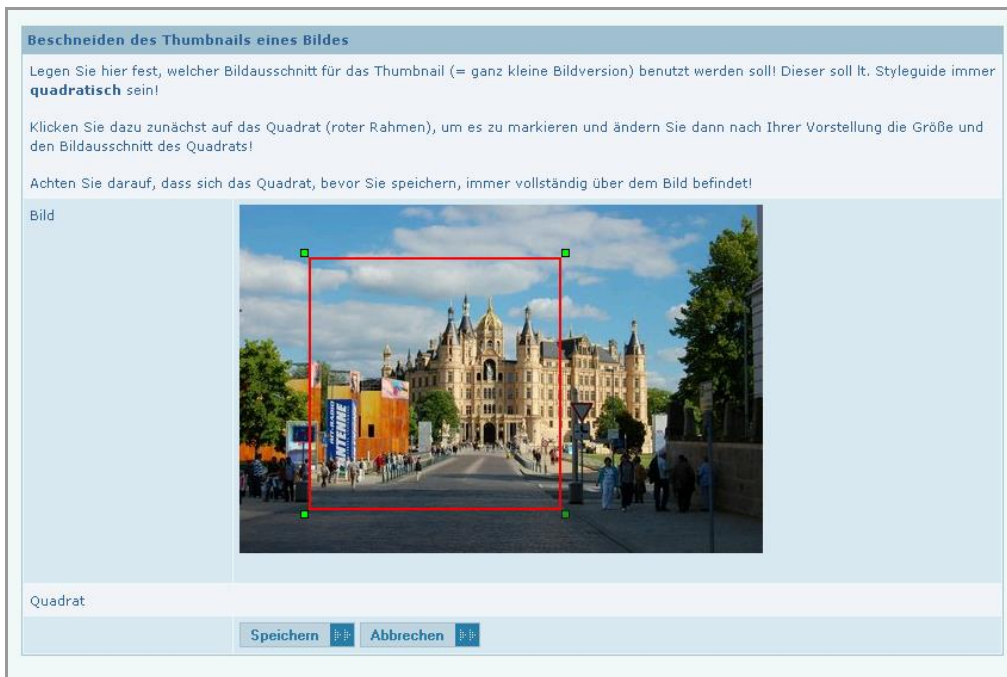 Beschneiden des Thumbnails eines Bildes
Legen Sie hier fest, welcher Bildausschnitt für das Thumbnail (= ganz kleine Bildversion) benutzt werden soll! Dieser soll lt. Styleguide immer
quadratisch sein!
Klicken Sie dazu zunächst auf das Quadrat (roter Rahmen), um es zu markieren und ändern Sie dann nach Ihrer Vorstellung die Größe und
den Bildausschnitt des Quadrats!
Achten Sie darauf, dass sich das Quadrat, bevor Sie speichern, immer vollständig über dem Bild befindet!
Bild
HIT-RADIO
ANTENNE
Quadrat
Speichern
Abbrechen